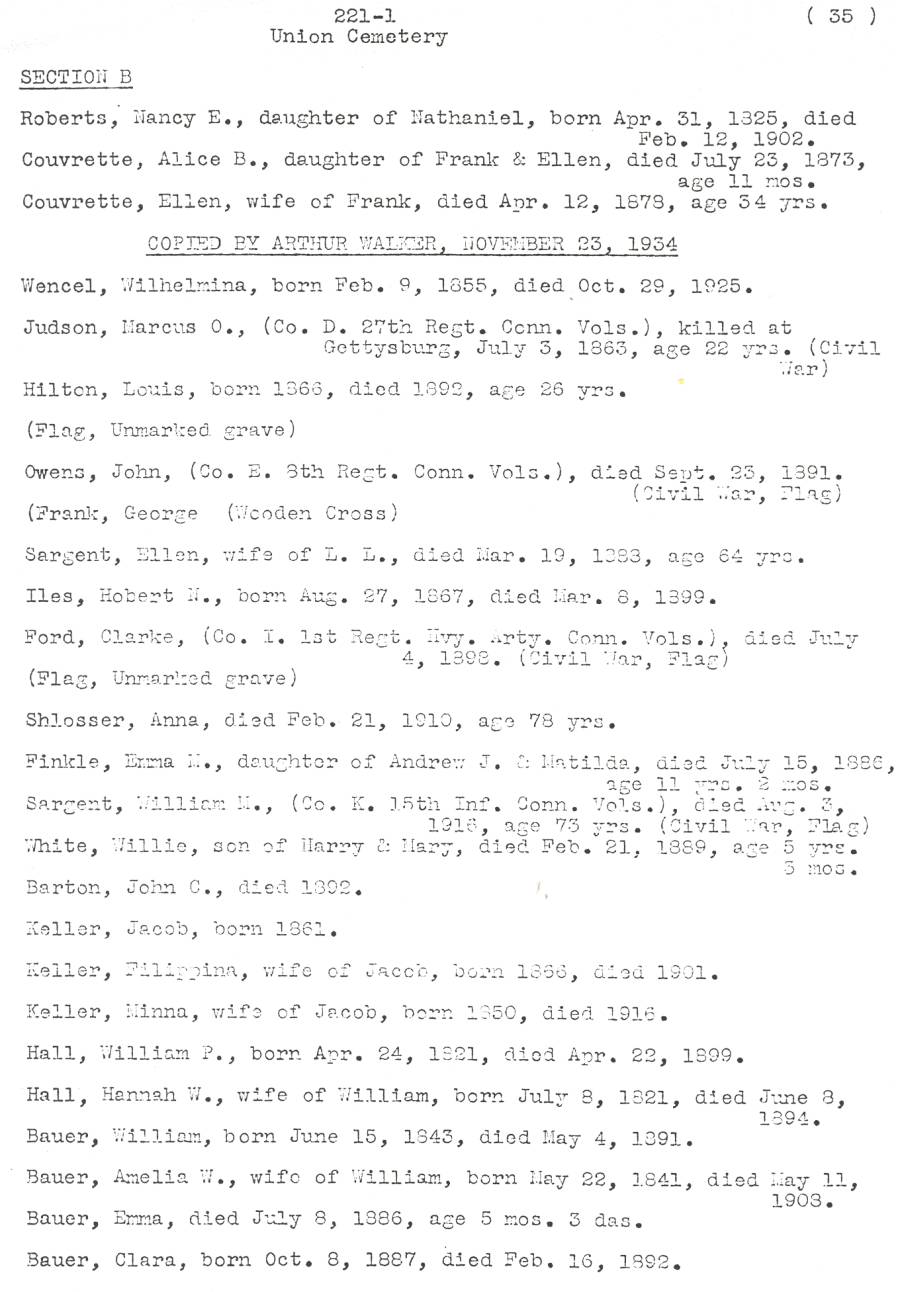 221-1
( 35 )
Union Cemetery
SECTION B
Roberts, Nancy E., daughter of Nathaniel, born Apr. 31, 1825, died
Feb. 12, 1902.
Couvrette, Alice B., daughter of Frank & Ellen, died July 23, 1873,
age 11 mos.
Couvrette, Ellen, wife of Frank, died Apr. 12, 1878, age 34 yrs.
COPIED BY ARTHUR WALKER, NOVEMBER 23, 1934
Wencel, Wilhelmina, born Feb. 9, 1855, died Oct. 29, 1925.
Judson, Marcus O., (Co. D. 27th Regt. Conn. Vols.), killed at
Gettysburg, July 3, 1863, age 22 yrs. (Civil
War)
Hilton, Louis, born 1866, died 1892, age 26 yrs.
(Flag, Unmarked grave)
Owens, John, (Co. E. 8th Regt. Conn. Vols.), died Sept. 23, 1891.
(Civil War, Flag)
(Frank, George (Wooden Cross)
Sargent, Ellen, wife of L. L., died Mar. 19, 1883, age 64 yrs.
Iles, Hobert N., born Aug. 27, 1867, died Mar. 8, 1899.
Ford, Clarke, (Co. I. 1st Regt. Hvy. Arty. Conn. Vols.), died July
4, 1898. (Civil War, Flag)
(Flag, Unmarked grave)
Shlosser, Anna, died Feb. 21, 1910, age 78 yrs.
Finkle, Emma M., daughter of Andrew J. & Matilda, died July 15, 1886,
age 11 yrs. 2 mos.
Sargent, William M., (Co. K. 15th Inf. Conn. Vols.), died Aug. 3,
1916, age 73 yrs. (Civil War, Flag)
White, Willie, son of Harry & Mary, died Feb. 21, 1889, age 5 yrs.
3 mos.
Barton, John C., died 1892.
Keller, Jacob, born 1861.
Keller, Filippina, wife of Jacob, born 1866, died 1901.
Keller, Minna, wife of Jacob, born 1850, died 1916.
Hall, William P., born Apr. 24, 1821, died Apr. 22, 1899.
Hall, Hannah W., wife of William, born July 8, 1821, died June 8,
1894.
Bauer, William, born June 15, 1843, died May 4, 1891.
Bauer, Amelia W., wife of William, born May 22, 1841, died May 11,
1908.
Bauer, Emma, died July 8, 1886, age 5 mos. 3 das.
Bauer, Clara, born Oct. 8, 1887, died Feb. 16, 1892.